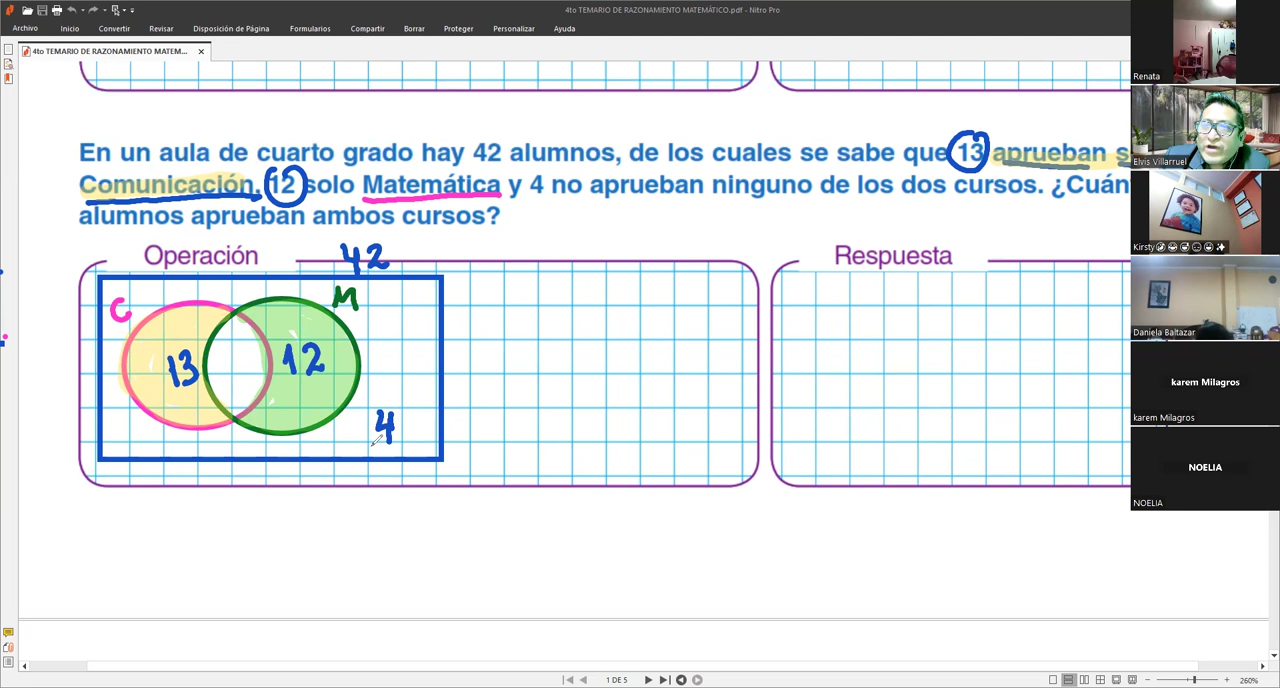 4to TEMARIO DE RAZONAMIENTO MATEMÁTICO.pdf - Nitro Pro
Archivo Inicio Convertir Revisar Disposición de Página Formularios Compartir Borrar Proteger Personalizar Ayuda
4to TEMARIO DE RAZONAMIENTO MATEM...
En un aula de cuarto grado hay 42 alumnos, de los cuales se sabe que 13 aprueban
Comunicación, 12 solo Matemática y 4 no aprueban ninguno de los dos cursos.
alumnos aprueban ambos cursos?
Operación
Respuesta
42
C
M
13
12
4
Renata
Elvis Villarruel
Kirsty
Daniela Baltazar
karem Milagros
karem Milagros
NOELIA
NOELIA
1 DE 5
260%